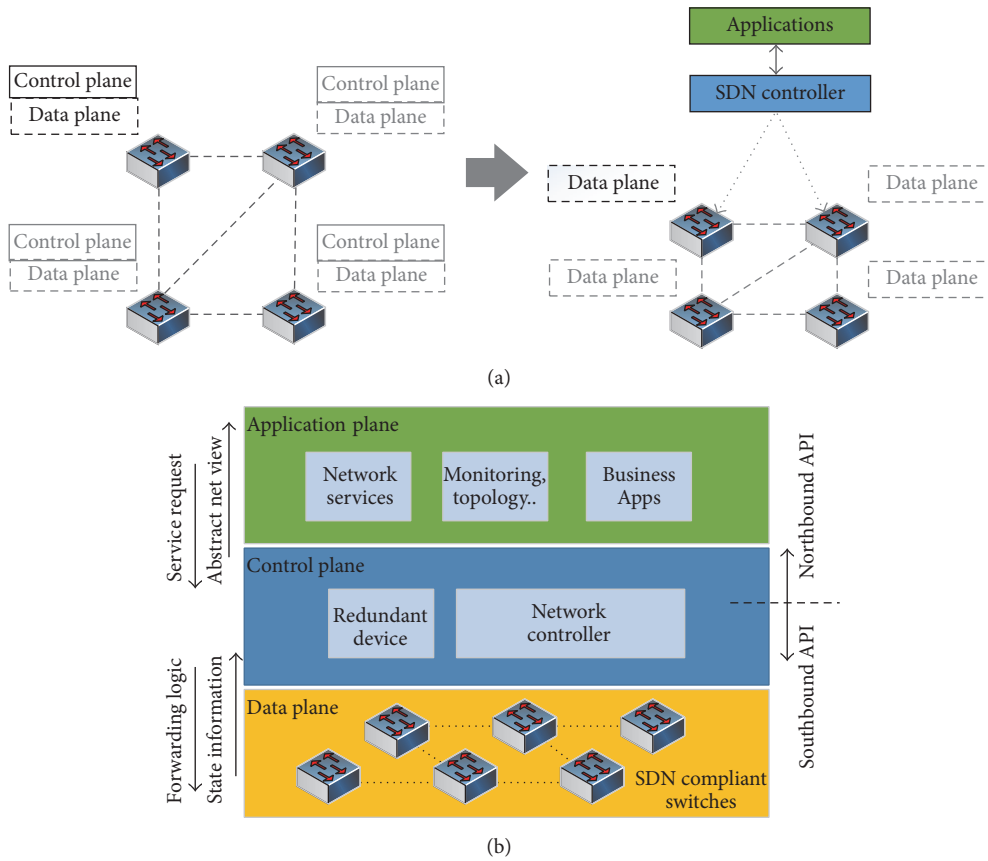 Applications
SDN controller
Control plane
Data plane
Control plane
Data plane
Data plane
Data plane
Control plane
Data plane
Control plane
Data plane
Data plane
Data plane
(a)
Application plane
Network
services
Monitoring,
topology..
Business
Apps
Service request
Abstract net view
Northbound API
Control plane
Redundant
device
Network
controller
Southbound API
Forwarding logic
State information
Data plane
SDN compliant
switches
(b)